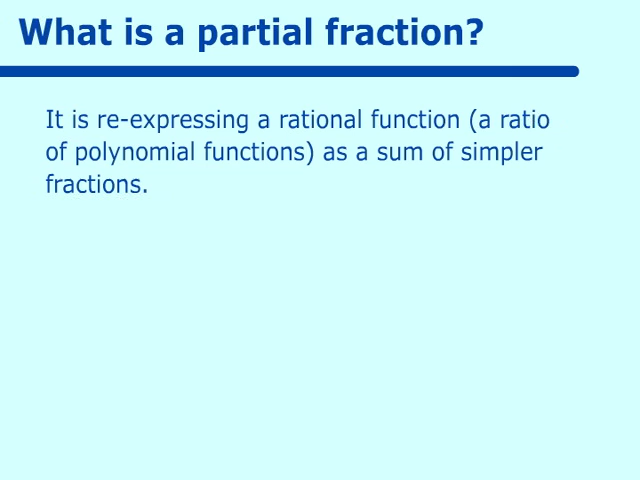 What is a partial fraction?
It is re-expressing a rational function (a ratio
of polynomial functions) as a sum of simpler
fractions.